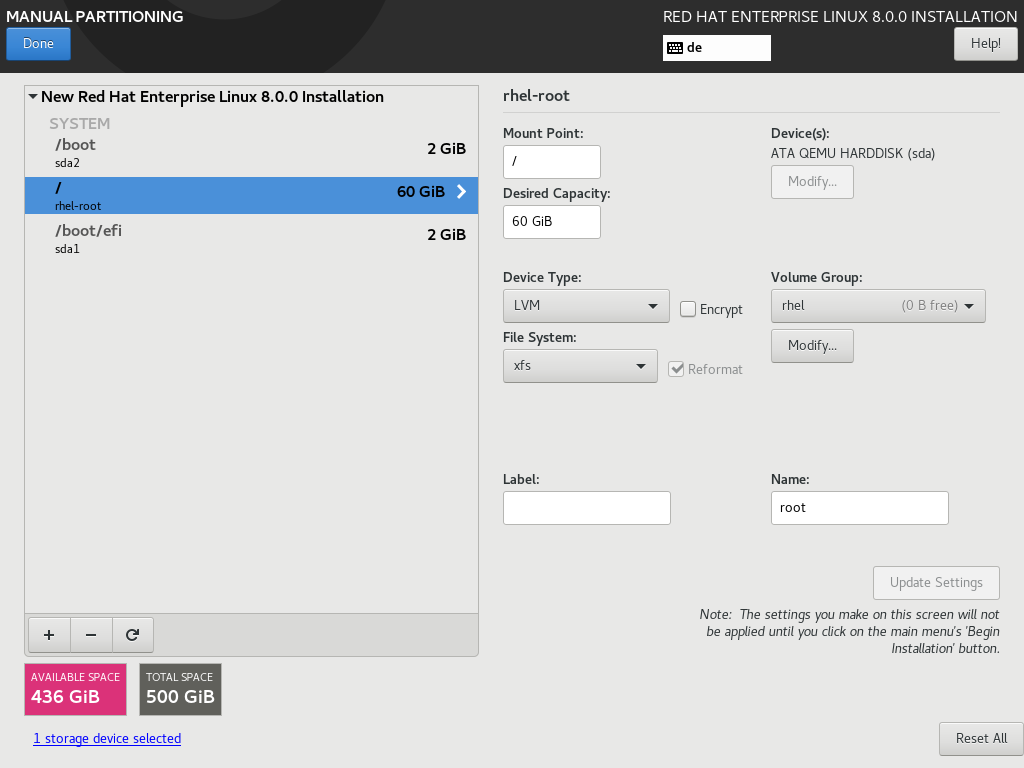 MANUAL PARTITIONING
RED HAT ENTERPRISE LINUX 8.0.0 INSTALLATION
Done
de
Help!
New Red Hat Enterprise Linux 8.0.0 Installation
SYSTEM
/boot
2 GiB
sda2
/
60 GiB
rhel-root
/boot/efi
2 GiB
sda1
AVAILABLE SPACE
436 GiB
TOTAL SPACE
500 GiB
1 storage device selected
rhel-root
Mount Point:
/
Device(s):
ATA QEMU HARDDISK (sda)
Modify...
Desired Capacity:
60 GiB
Device Type:
LVM
Encrypt
Volume Group:
rhel (0 B free)
Modify...
File System:
xfs
Reformat
Label:
Name:
root
Update Settings
Note:  The settings you make on this screen will not
be applied until you click on the main menu's 'Begin
Installation' button.
Reset All